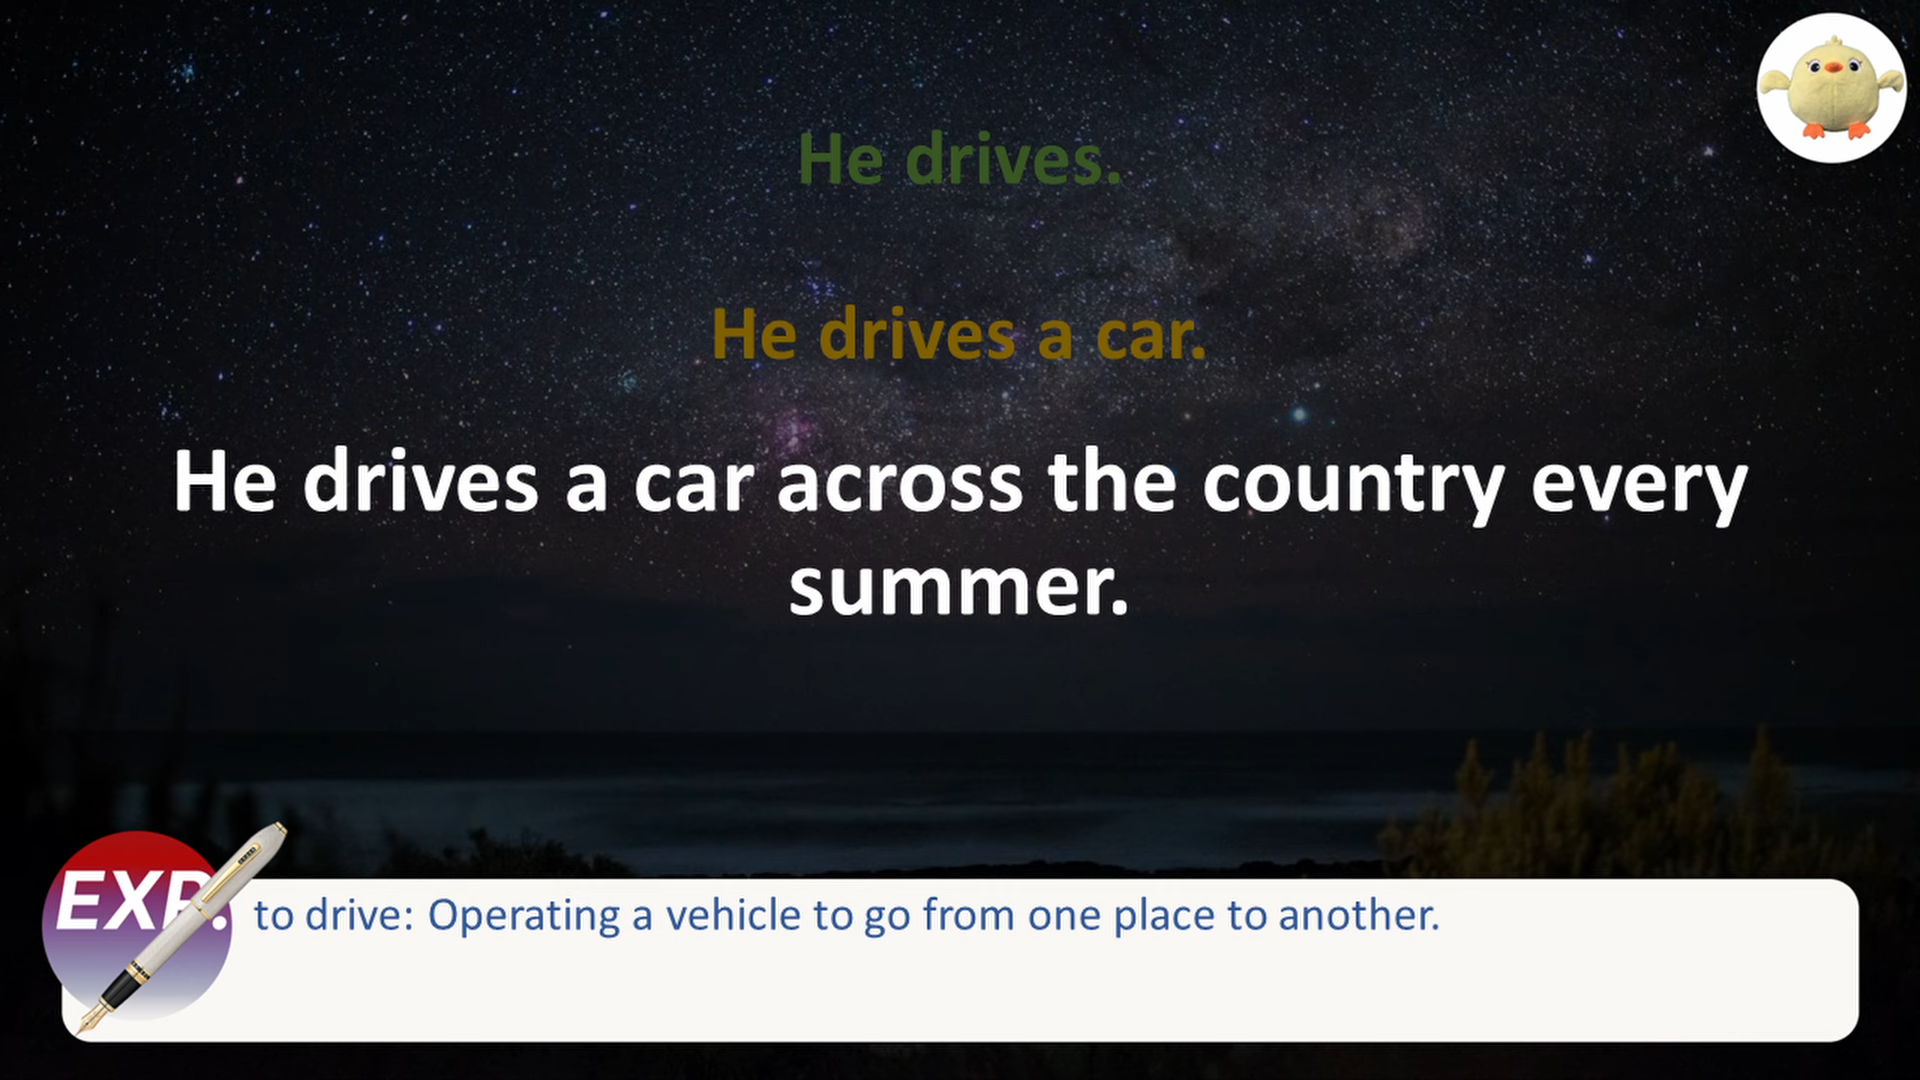 He drives.
He drives a car.
He drives a car across the country every
summer.
EXP.
to drive: Operating a vehicle to go from one place to another.